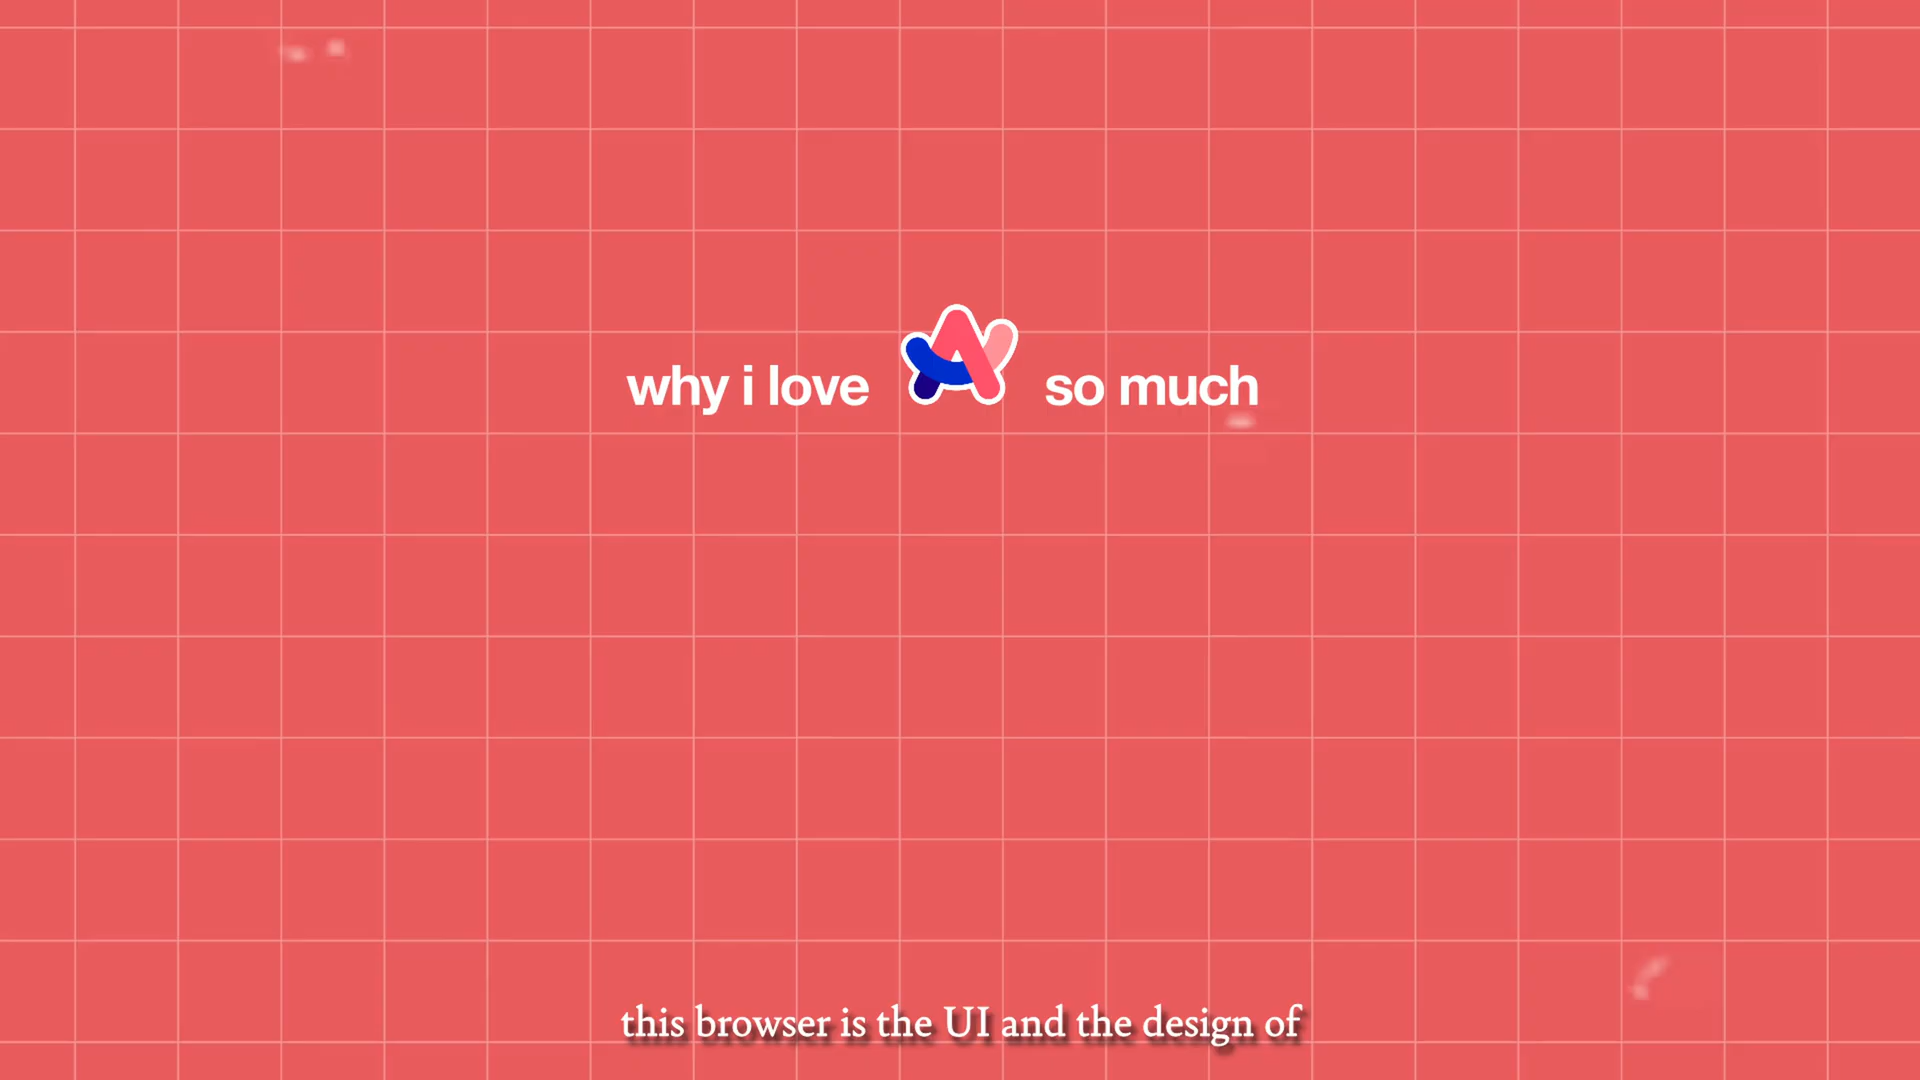 why i love so much
this browser is the UI and the design of